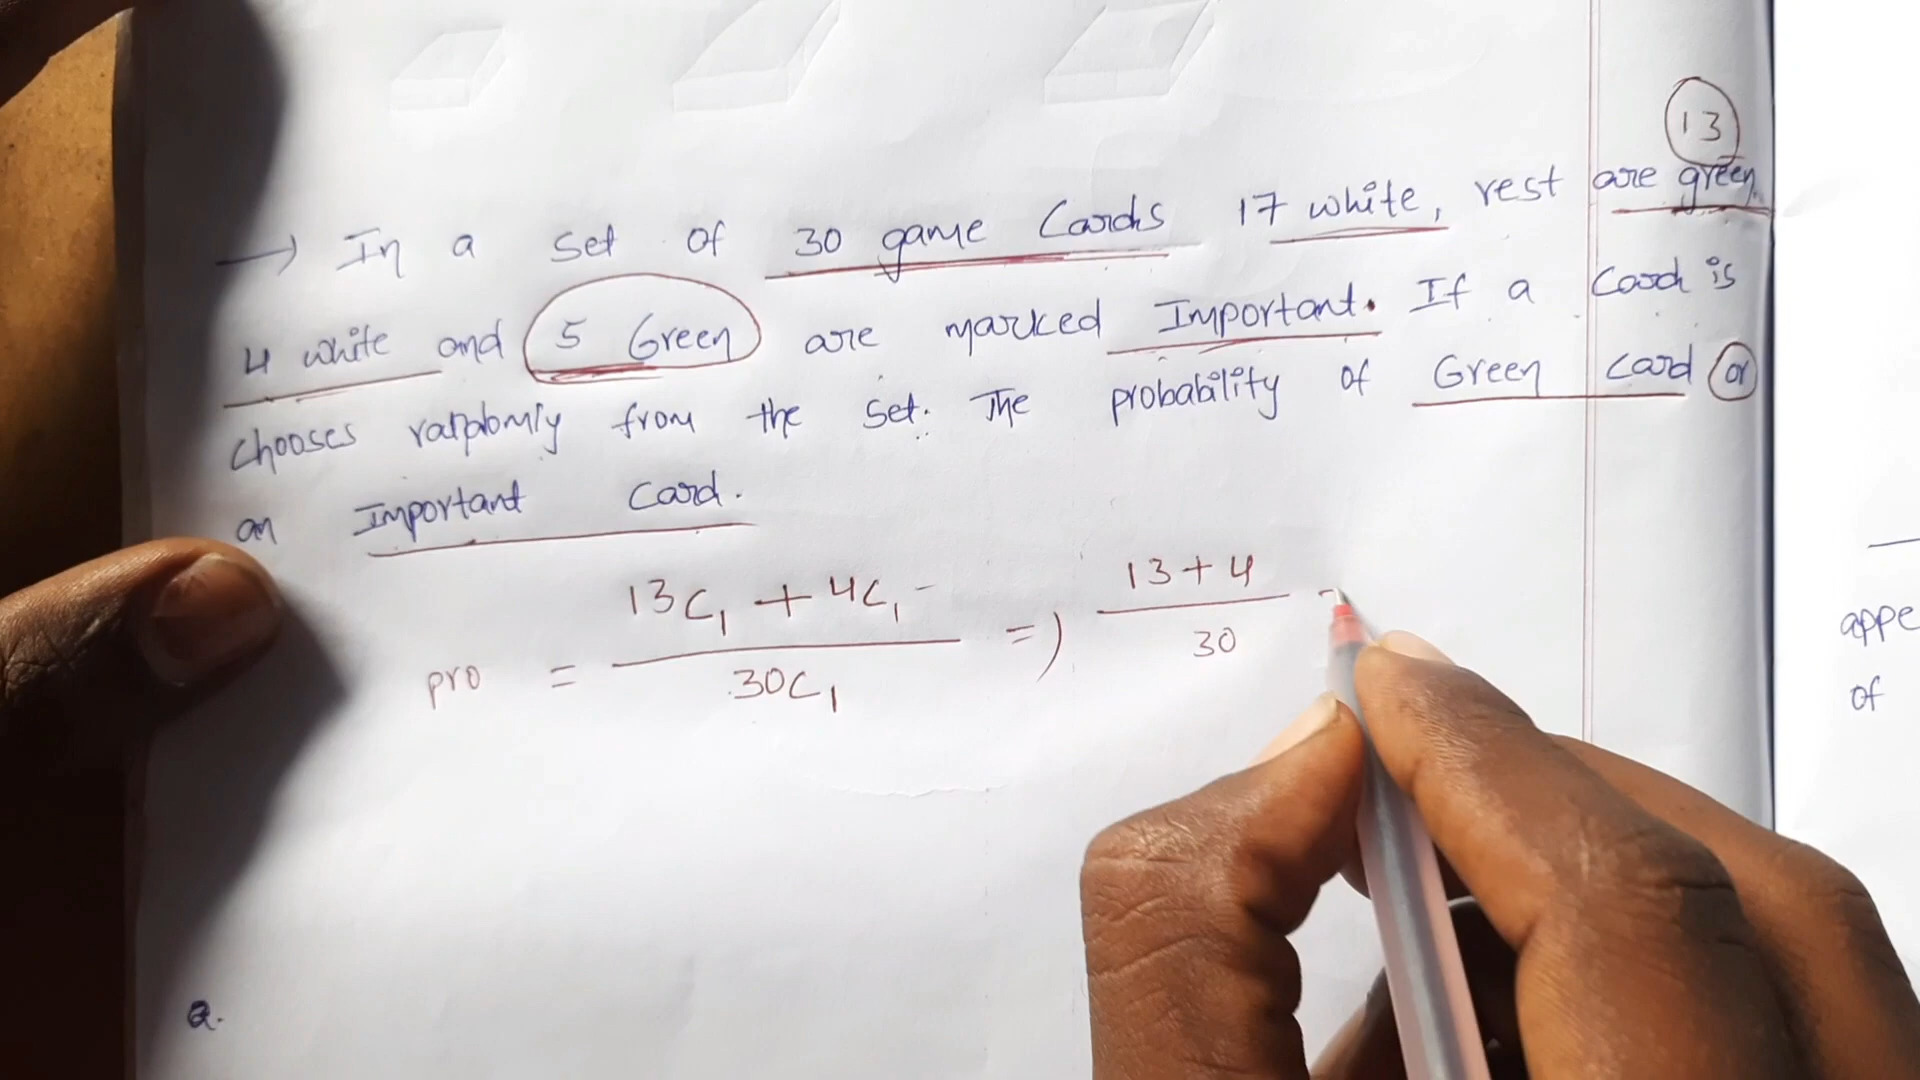 13
→ In a set of 30 game Cards 17 white, rest are green.
4 white and 5 Green are marked Important. If a Card is
chooses randomly from the set. The probability of Green card or
an Important Card.
pro = 13C₁ + 4C₁ / 30C₁ => 13+4 / 30
appe
of
Q.